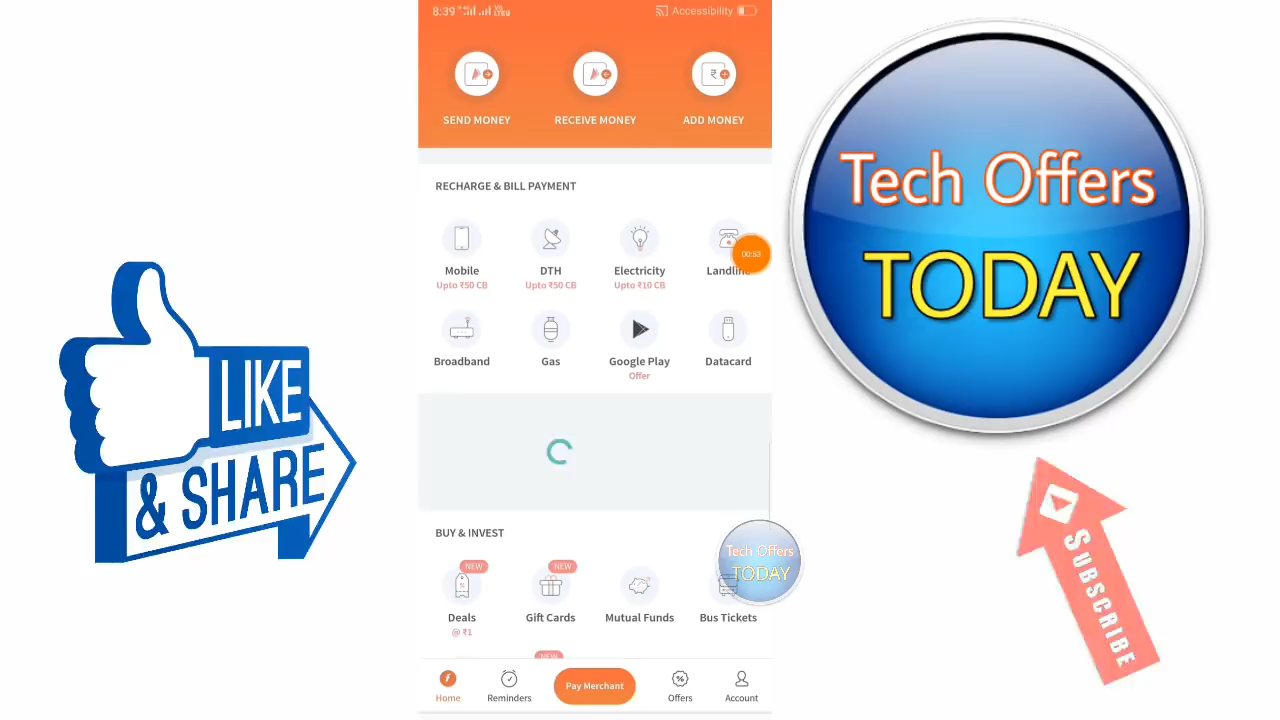 8:39
Accessibility
SEND MONEY
RECEIVE MONEY
ADD MONEY
RECHARGE & BILL PAYMENT
Mobile
Upto ₹50 CB
DTH
Upto ₹50 CB
Electricity
Upto ₹10 CB
Landline
00:53
Broadband
Gas
Google Play
Offer
Datacard
BUY & INVEST
NEW
Deals
@ ₹1
NEW
Gift Cards
Mutual Funds
Bus Tickets
NEW
Home
Reminders
Pay Merchant
Offers
Account
Tech Offers
TODAY
LIKE
& SHARE
Tech Offers
TODAY
SUBSCRIBE